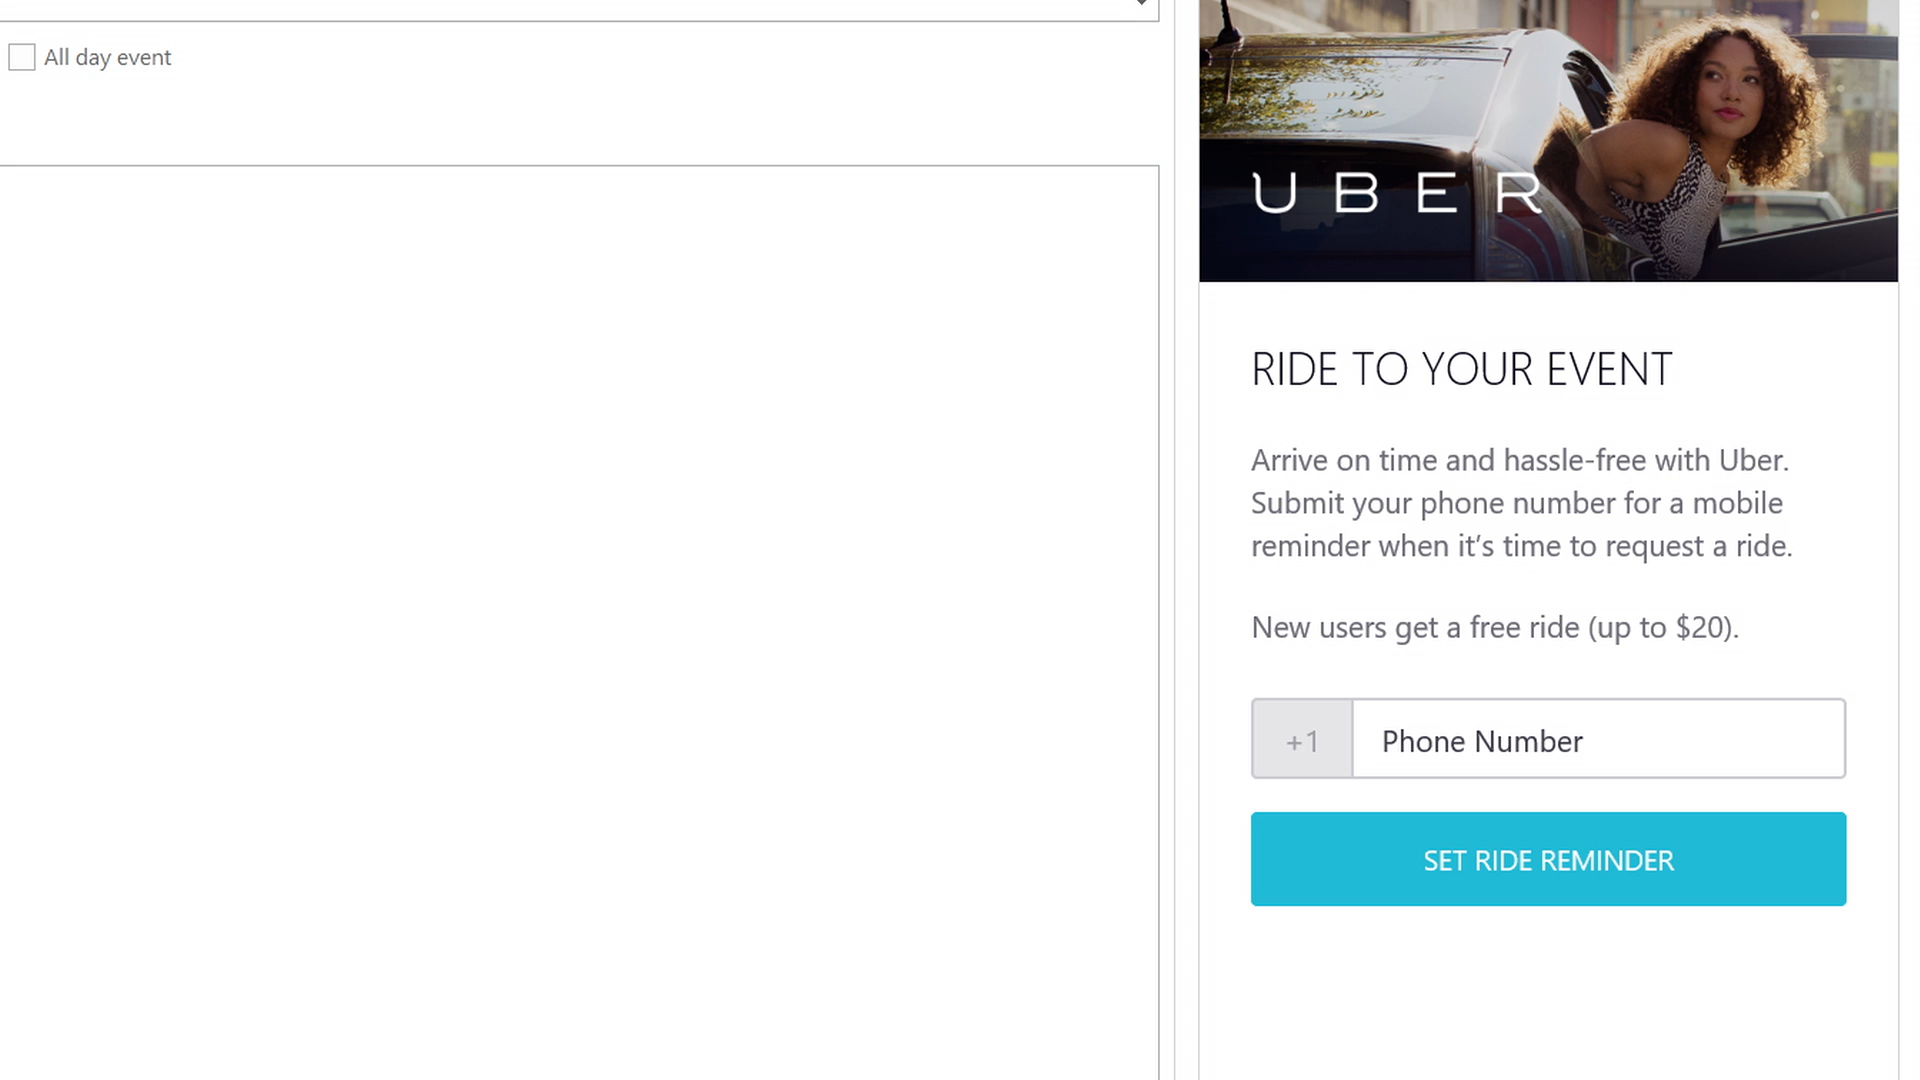 All day event
UBER
RIDE TO YOUR EVENT
Arrive on time and hassle-free with Uber.
Submit your phone number for a mobile
reminder when it’s time to request a ride.
New users get a free ride (up to $20).
+1 Phone Number
SET RIDE REMINDER